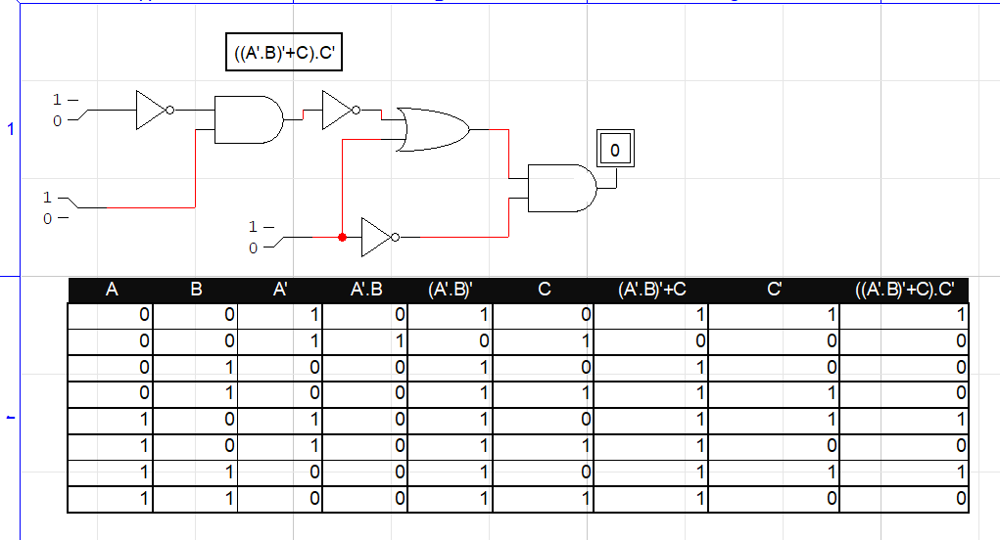 ((A'.B)'+C).C'
1
0
1
1
0
1
0
0
A B A' A'.B (A'.B)' C (A'.B)'+C C' ((A'.B)'+C).C'
0 0 1 0 1 0 1 1 1
0 0 1 1 0 1 0 0 0
0 1 0 0 1 0 1 0 0
0 1 0 0 1 1 1 1 0
1 0 1 0 1 0 1 1 1
1 0 1 0 1 1 1 0 0
1 1 0 0 1 0 1 1 1
1 1 0 0 1 1 1 0 0